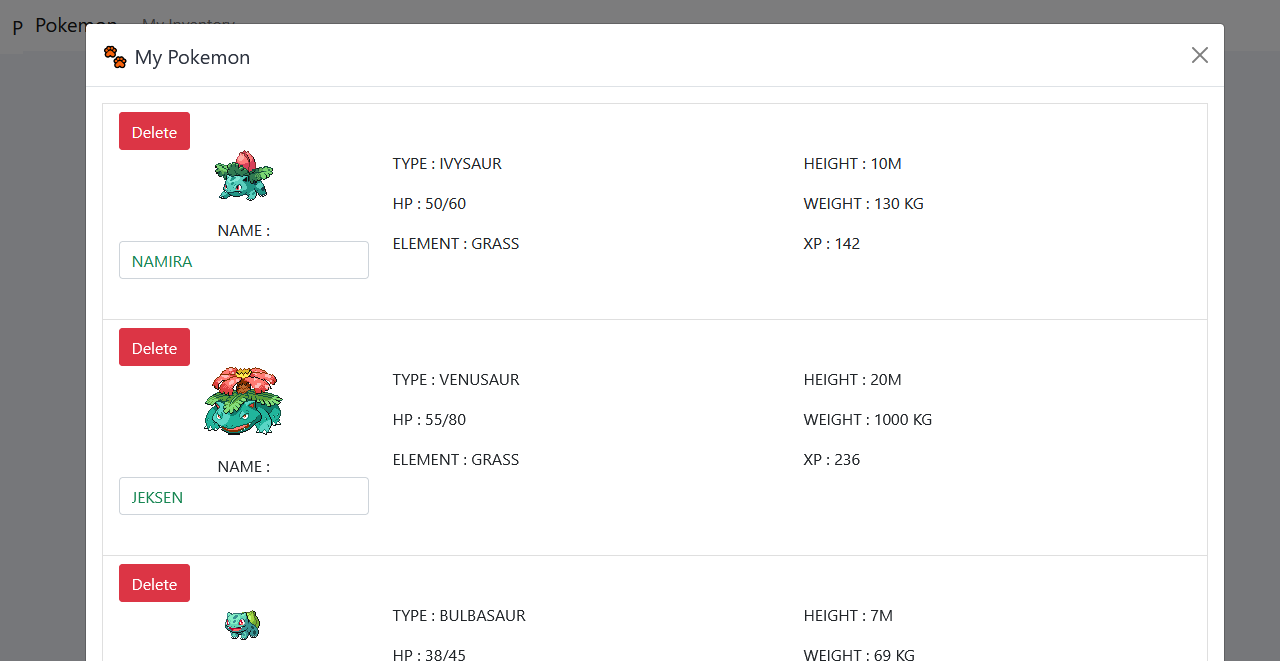 P Pokemon My Inventory
My Pokemon
Delete
TYPE : IVYSAUR
HEIGHT : 10M
HP : 50/60
WEIGHT : 130 KG
NAME :
ELEMENT : GRASS
XP : 142
NAMIRA
Delete
TYPE : VENUSAUR
HEIGHT : 20M
HP : 55/80
WEIGHT : 1000 KG
NAME :
ELEMENT : GRASS
XP : 236
JEKSEN
Delete
TYPE : BULBASAUR
HEIGHT : 7M
HP : 38/45
WEIGHT : 69 KG